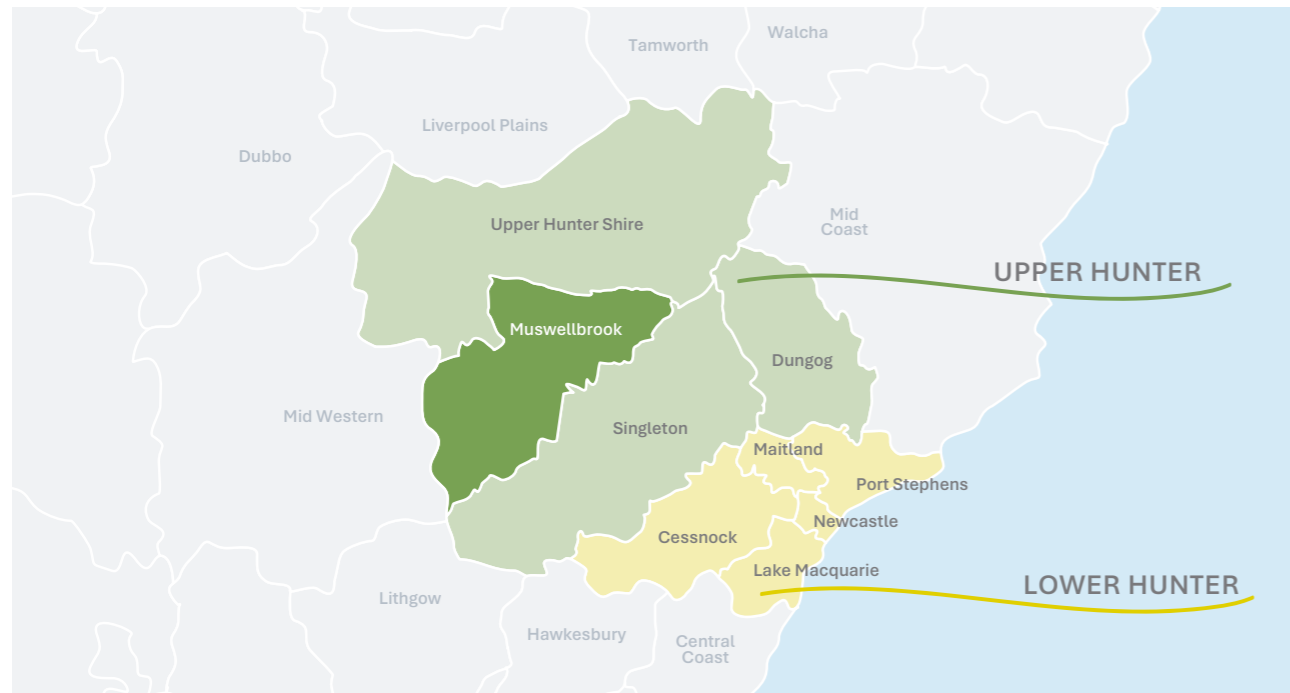 Walcha
Tamworth
Liverpool Plains
Dubbo
Mid
Coast
Upper Hunter Shire
UPPER HUNTER
Muswellbrook
Dungog
Mid Western
Singleton
Maitland
Port Stephens
Newcastle
Cessnock
Lake Macquarie
LOWER HUNTER
Lithgow
Hawkesbury
Central
Coast